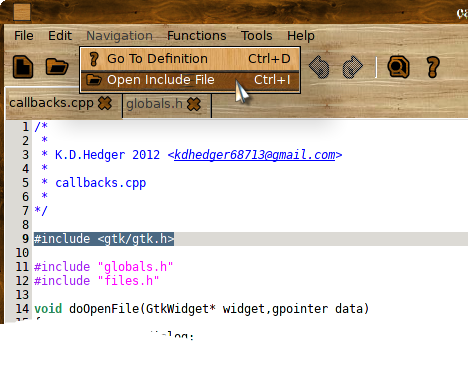 File Edit Navigation Functions Tools Help
Go To Definition Ctrl+D
Open Include File Ctrl+I
callbacks.cpp globals.h
1 /*
2 *
3 * K.D.Hedger 2012 <kdhedger68713@gmail.com>
4 *
5 * callbacks.cpp
6 *
7 */
8
9 #include <gtk/gtk.h>
10
11 #include "globals.h"
12 #include "files.h"
13
14 void doOpenFile(GtkWidget* widget,gpointer data)
15 {